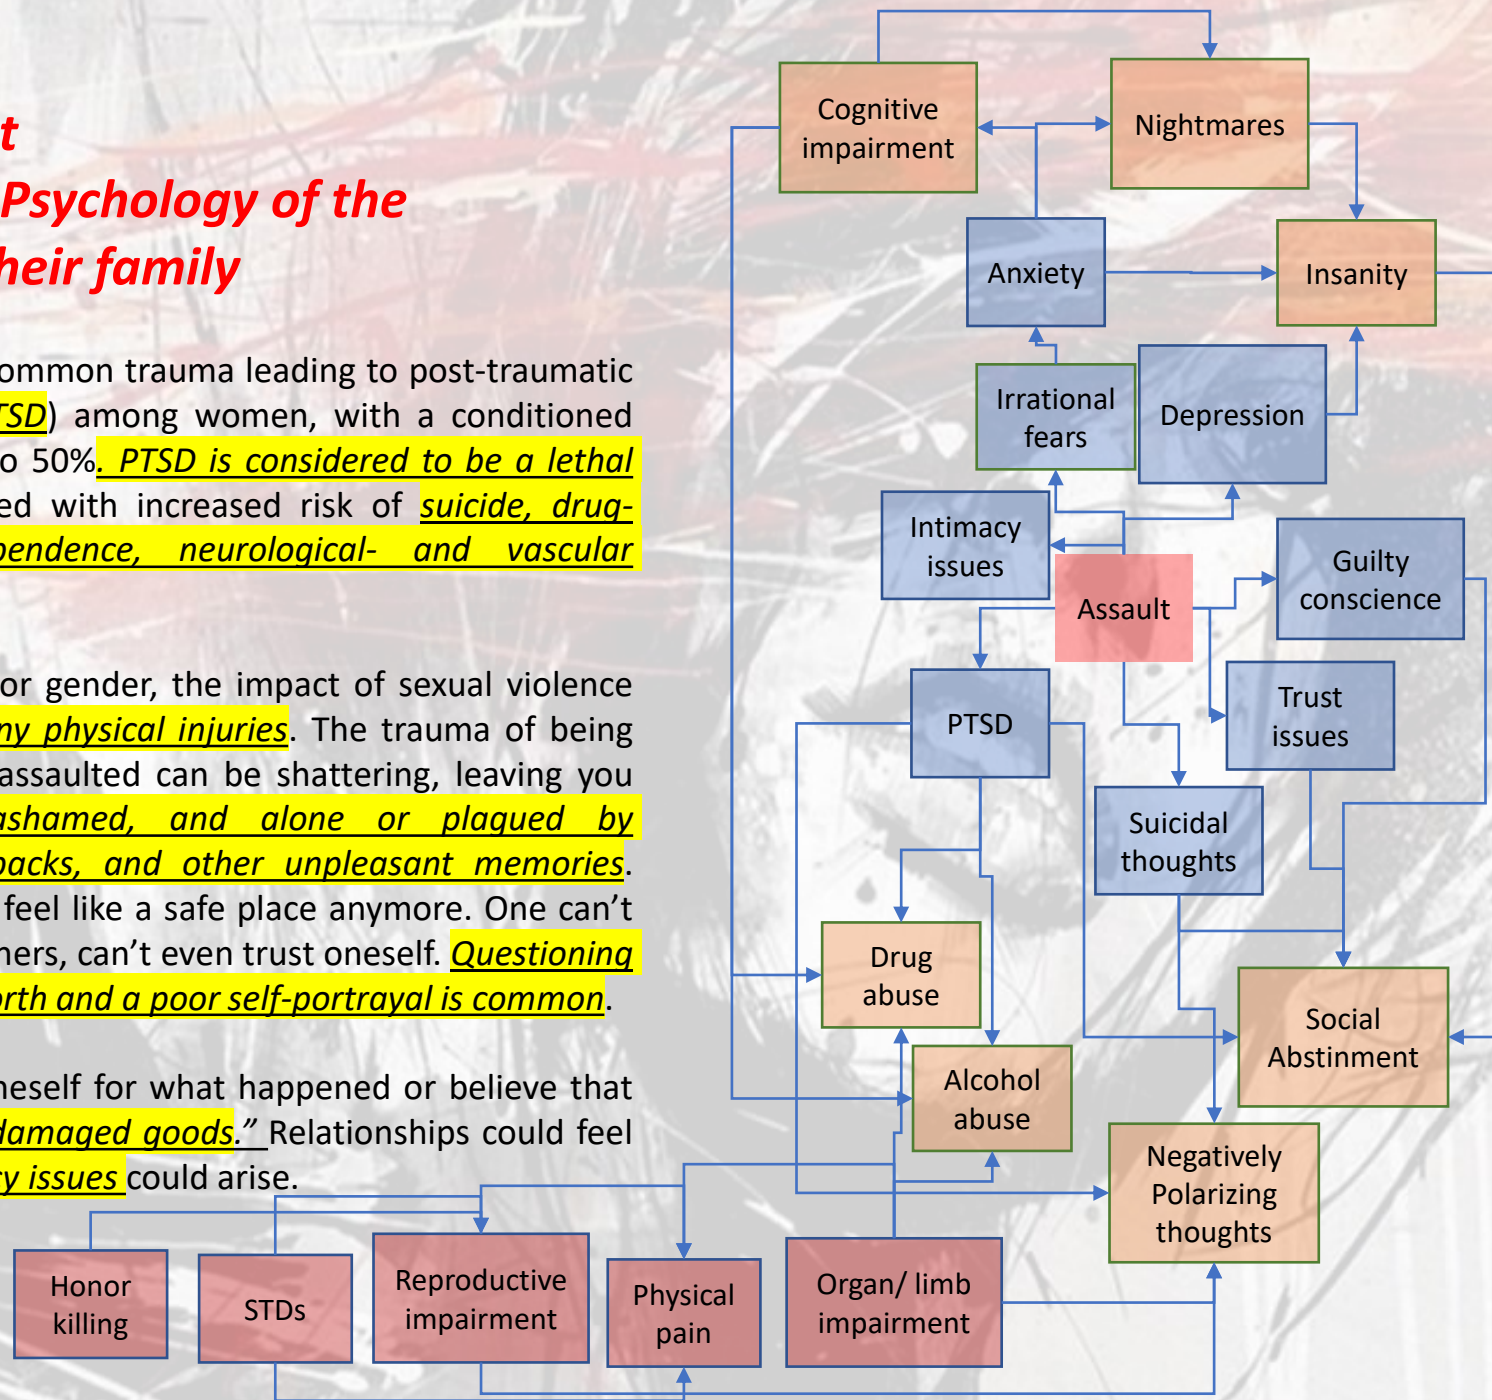 t
Psychology of the
heir family
ommon trauma leading to post-traumatic
TSD) among women, with a conditioned
o 50%. PTSD is considered to be a lethal
ed with increased risk of suicide, drug-
pendence, neurological- and vascular
or gender, the impact of sexual violence
ny physical injuries. The trauma of being
assaulted can be shattering, leaving you
ashamed, and alone or plagued by
backs, and other unpleasant memories.
feel like a safe place anymore. One can’t
hers, can’t even trust oneself. Questioning
orth and a poor self-portrayal is common.
neself for what happened or believe that
damaged goods.” Relationships could feel
cy issues could arise.
Cognitive
impairment
Nightmares
Anxiety
Insanity
Irrational
fears
Depression
Intimacy
issues
Assault
Guilty
conscience
PTSD
Trust
issues
Suicidal
thoughts
Drug
abuse
Social
Abstinment
Alcohol
abuse
Negatively
Polarizing
thoughts
Honor
killing
STDs
Reproductive
impairment
Physical
pain
Organ/ limb
impairment